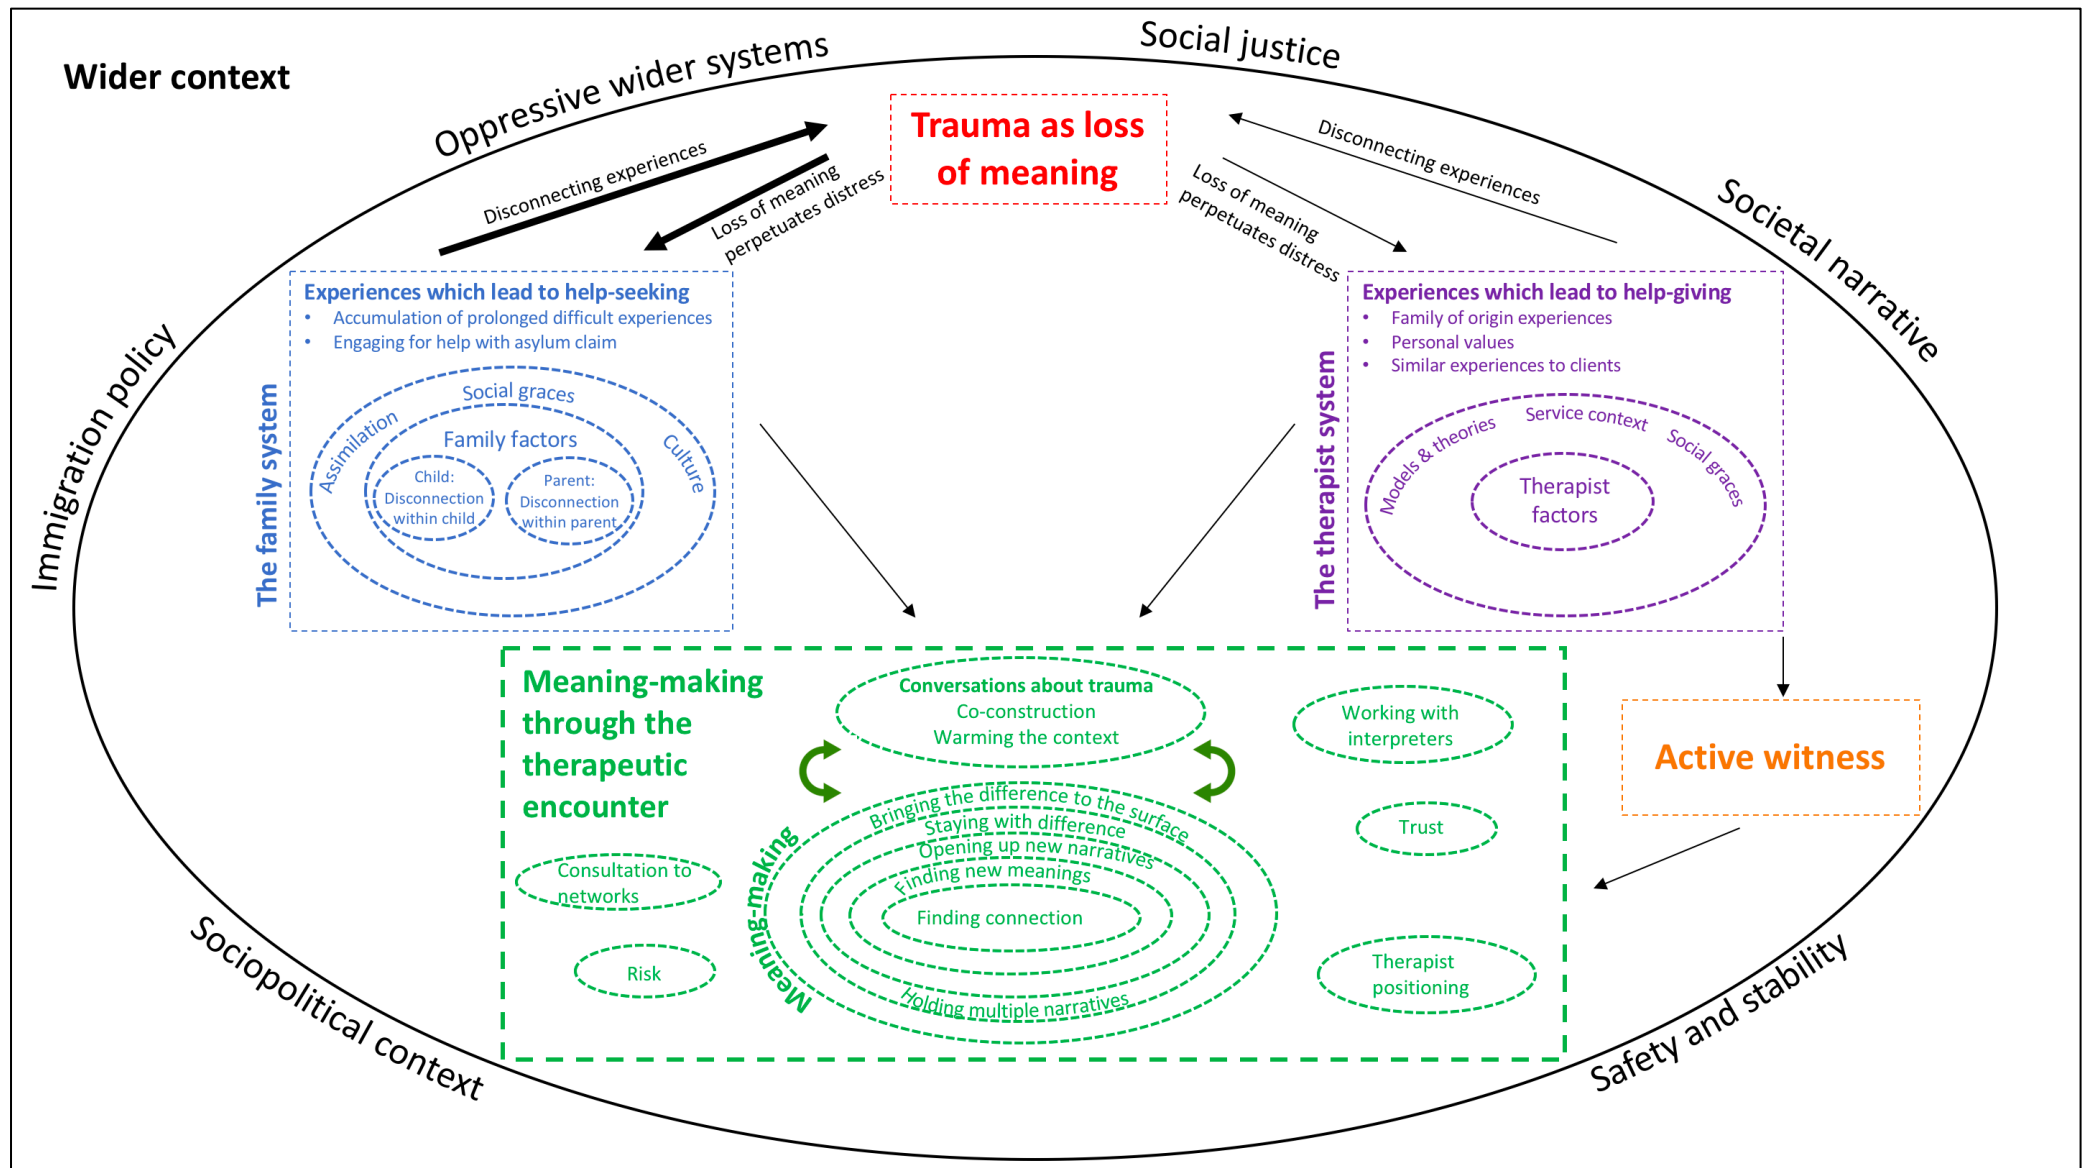 Wider context
Oppressive wider systems
Social justice
Societal narrative
Immigration policy
Sociopolitical context
Safety and stability
Trauma as loss
of meaning
Disconnecting experiences
Loss of meaning
perpetuates distress
Disconnecting experiences
Loss of meaning
perpetuates distress
The family system
Experiences which lead to help-seeking
• Accumulation of prolonged difficult experiences
• Engaging for help with asylum claim
Social graces
Assimilation
Culture
Family factors
Child:
Disconnection
within child
Parent:
Disconnection
within parent
The therapist system
Experiences which lead to help-giving
• Family of origin experiences
• Personal values
• Similar experiences to clients
Models & theories
Service context
Social graces
Therapist
factors
Meaning-making
through the
therapeutic
encounter
Conversations about trauma
Co-construction
Warming the context
Working with
interpreters
Trust
Therapist
positioning
Consultation to
networks
Risk
Meaning-making
Bringing the difference to the surface
Staying with difference
Opening up new narratives
Finding new meanings
Finding connection
Holding multiple narratives
Active witness